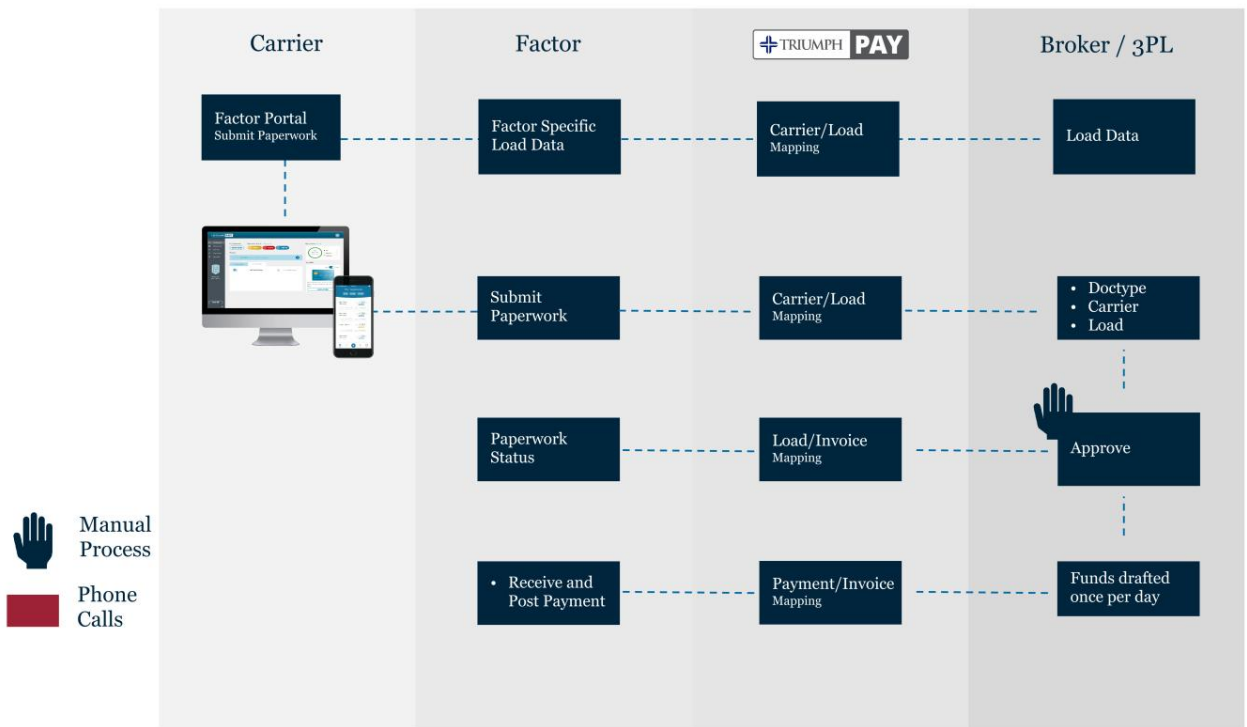 Carrier
Factor
TRIUMPH PAY
Broker / 3PL
Factor Portal
Submit Paperwork
Factor Specific
Load Data
Carrier/Load
Mapping
Load Data
Submit
Paperwork
Carrier/Load
Mapping
• Doctype
• Carrier
• Load
Paperwork
Status
Load/Invoice
Mapping
Approve
Manual
Process
Phone
Calls
• Receive and
Post Payment
Payment/Invoice
Mapping
Funds drafted
once per day